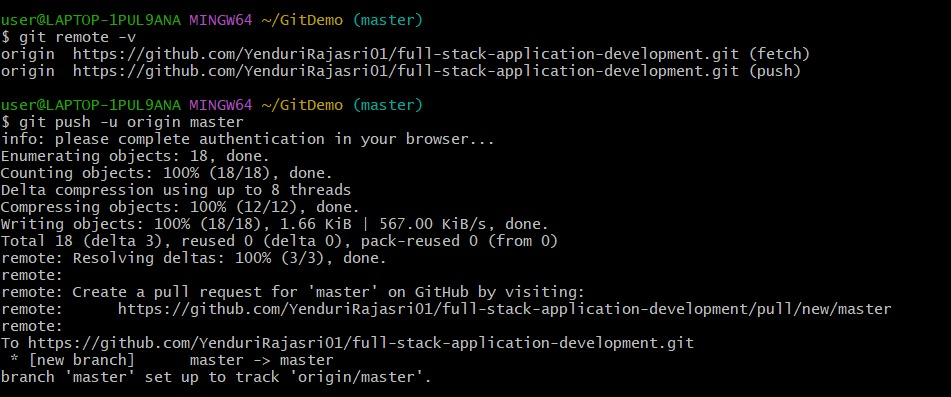 user@LAPTOP-1PUL9ANA MINGW64 ~/GitDemo (master)
$ git remote -v
origin  https://github.com/YenduriRajasri01/full-stack-application-development.git (fetch)
origin  https://github.com/YenduriRajasri01/full-stack-application-development.git (push)
user@LAPTOP-1PUL9ANA MINGW64 ~/GitDemo (master)
$ git push -u origin master
info: please complete authentication in your browser...
Enumerating objects: 18, done.
Counting objects: 100% (18/18), done.
Delta compression using up to 8 threads
Compressing objects: 100% (12/12), done.
Writing objects: 100% (18/18), 1.66 KiB | 567.00 KiB/s, done.
Total 18 (delta 3), reused 0 (delta 0), pack-reused 0 (from 0)
remote: Resolving deltas: 100% (3/3), done.
remote:
remote: Create a pull request for 'master' on GitHub by visiting:
remote:      https://github.com/YenduriRajasri01/full-stack-application-development/pull/new/master
remote:
To https://github.com/YenduriRajasri01/full-stack-application-development.git
 * [new branch]      master -> master
branch 'master' set up to track 'origin/master'.